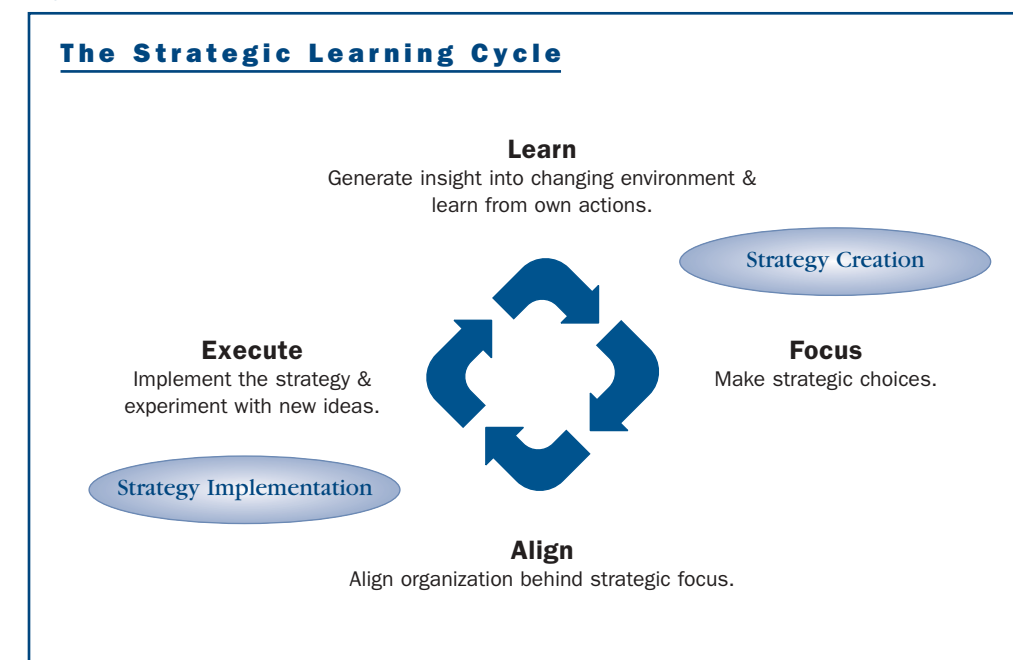 The Strategic Learning Cycle
Learn
Generate insight into changing environment &
learn from own actions.
Strategy Creation
Execute
Implement the strategy &
experiment with new ideas.
Focus
Make strategic choices.
Strategy Implementation
Align
Align organization behind strategic focus.